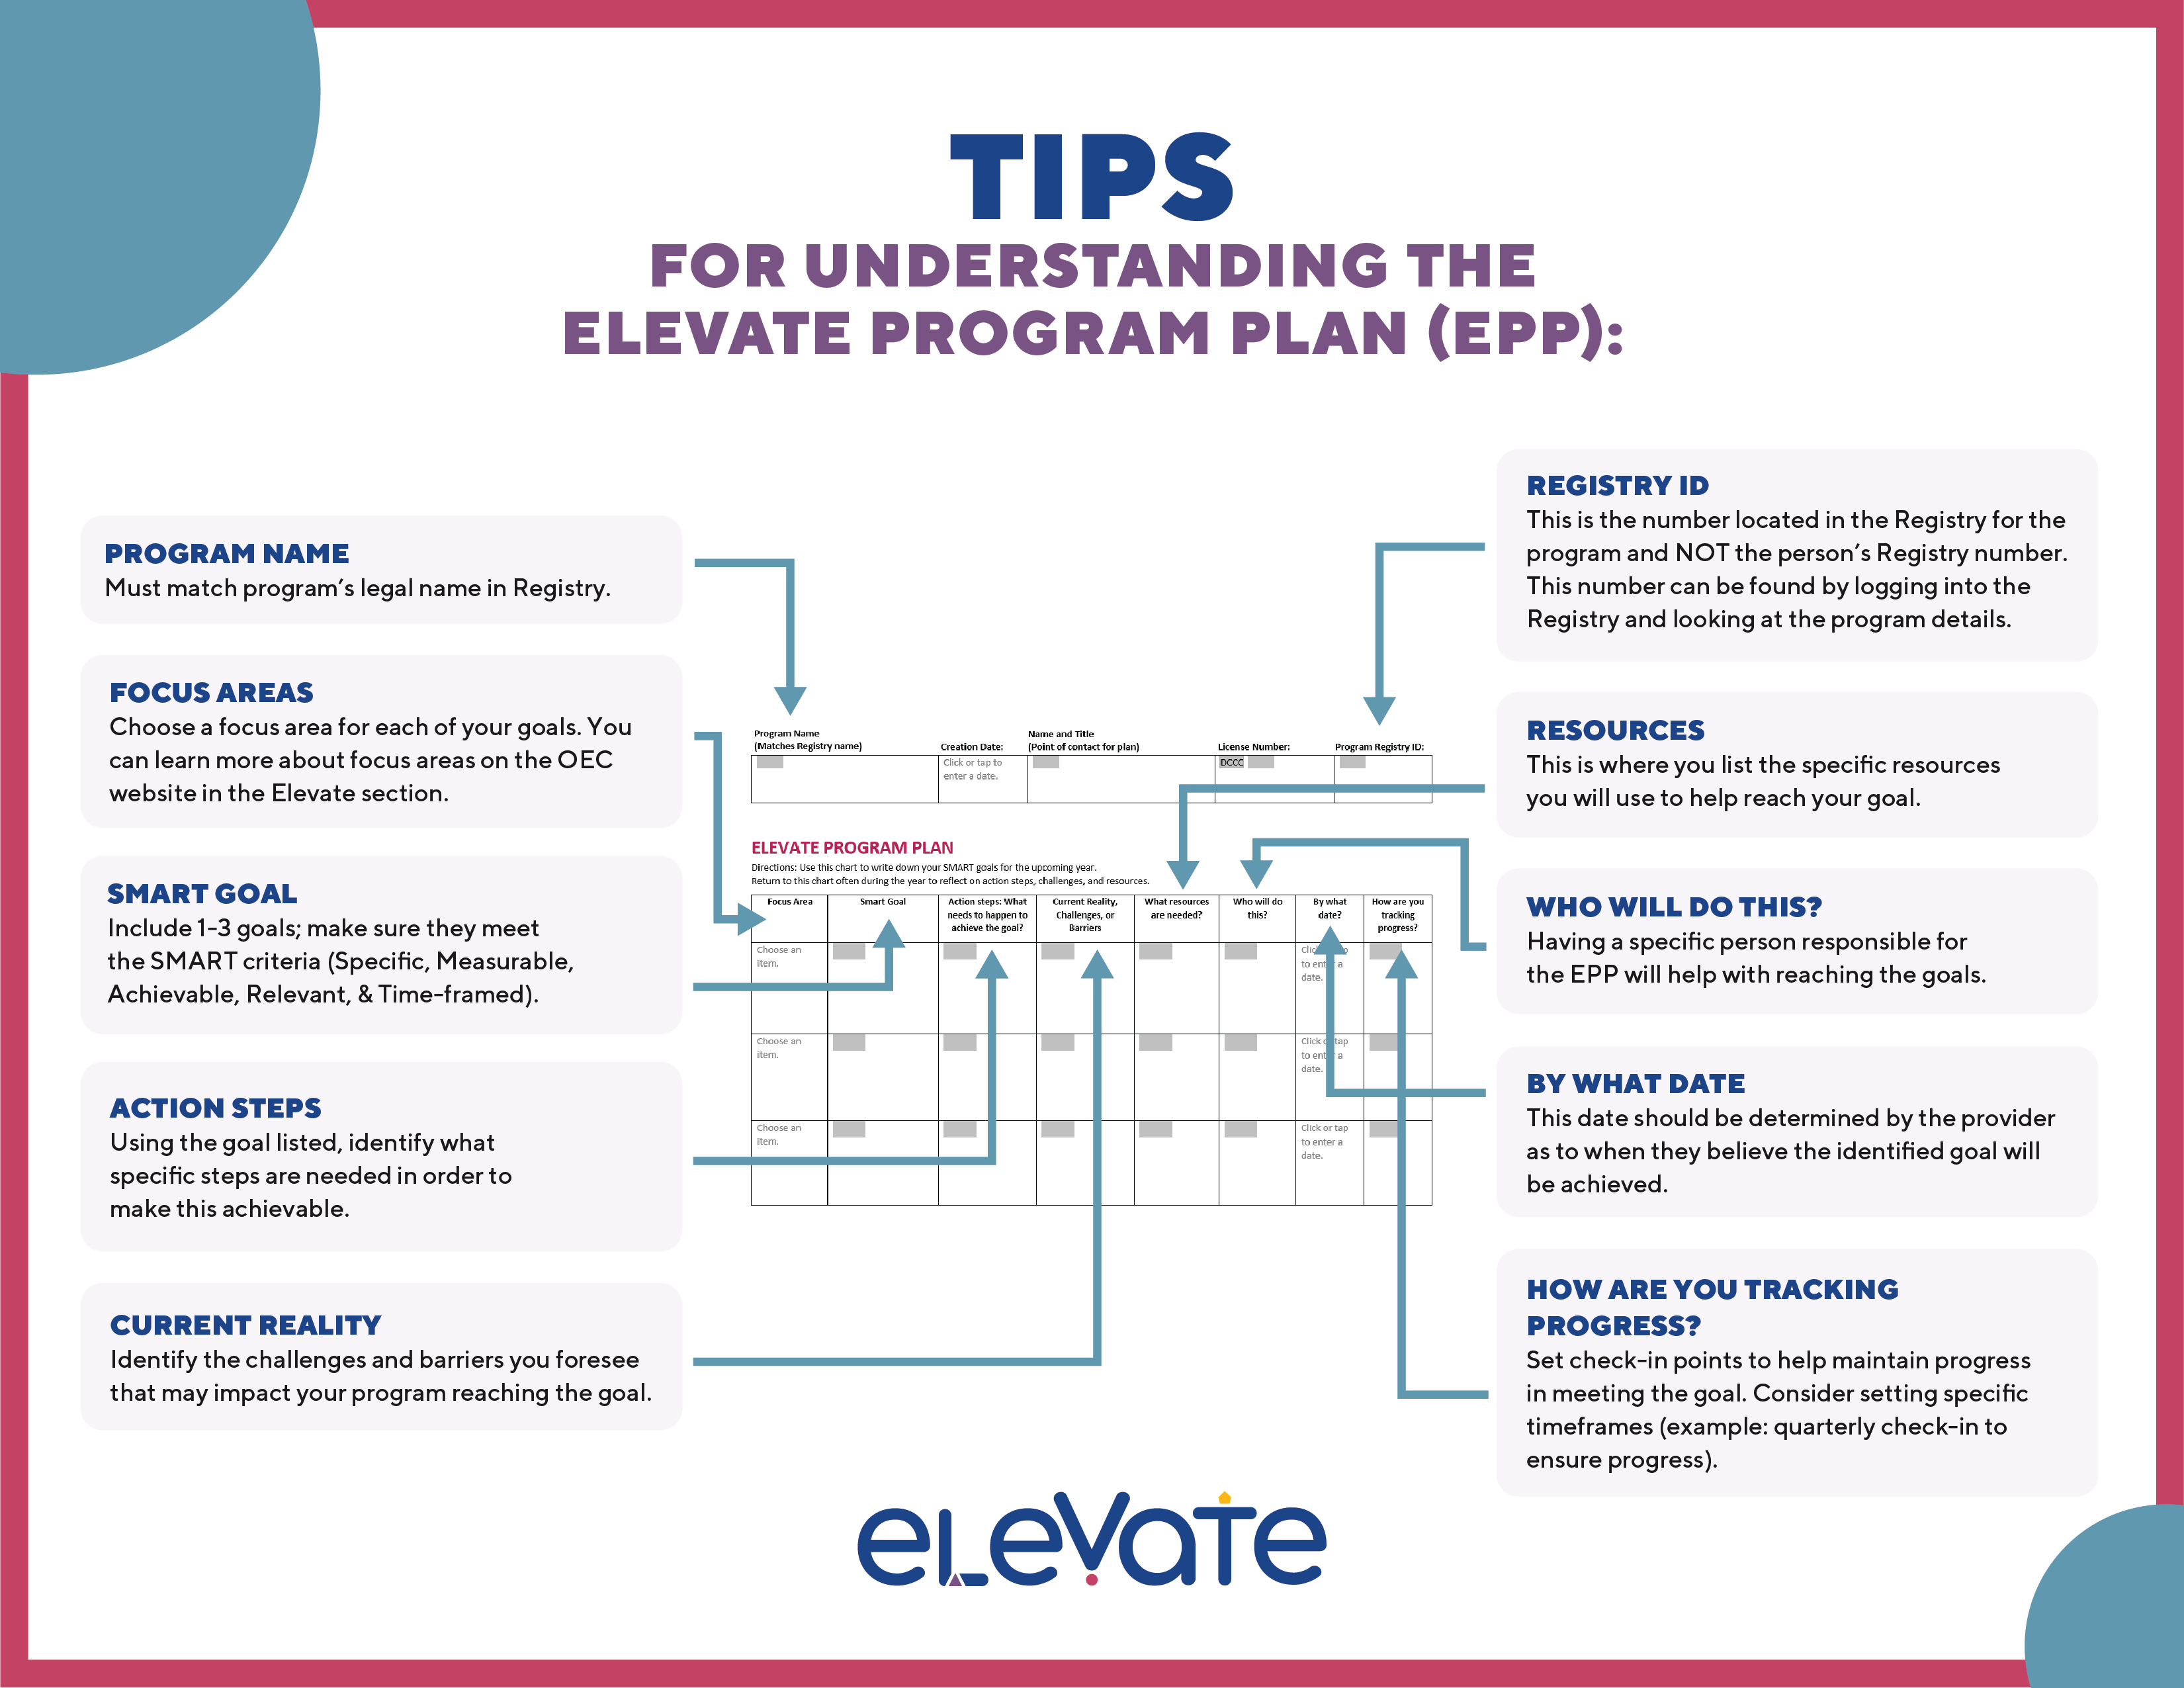 TIPS
FOR UNDERSTANDING THE
ELEVATE PROGRAM PLAN (EPP):
PROGRAM NAME
Must match program's legal name in Registry.
FOCUS AREAS
Choose a focus area for each of your goals. You
can learn more about focus areas on the OEC
website in the Elevate section.
SMART GOAL
Include 1-3 goals; make sure they meet
the SMART criteria (Specific, Measurable,
Achievable, Relevant, & Time-framed).
ACTION STEPS
Using the goal listed, identify what
specific steps are needed in order to
make this achievable.
CURRENT REALITY
Identify the challenges and barriers you foresee
that may impact your program reaching the goal.
Program Name
(Matches Registry name)
Creation Date:
Name and Title
(Point of contact for plan)
License Number:
Program Registry ID:
Click or tap to
enter a date.
DCCC
ELEVATE PROGRAM PLAN
Directions: Use this chart to write down your SMART goals for the upcoming year.
Return to this chart often during the year to reflect on action steps, challenges, and resources.
Focus Area
Smart Goal
Action steps: What
needs to happen to
achieve the goal?
Current Reality,
Challenges, or
Barriers
What resources
are needed?
Who will do
this?
By what
date?
How are you
tracking
progress?
Choose an
item.
Click or tap
to enter a
date.
Choose an
item.
Click or tap
to enter a
date.
Choose an
item.
Click or tap
to enter a
date.
REGISTRY ID
This is the number located in the Registry for the
program and NOT the person's Registry number.
This number can be found by logging into the
Registry and looking at the program details.
RESOURCES
This is where you list the specific resources
you will use to help reach your goal.
WHO WILL DO THIS?
Having a specific person responsible for
the EPP will help with reaching the goals.
BY WHAT DATE
This date should be determined by the provider
as to when they believe the identified goal will
be achieved.
HOW ARE YOU TRACKING
PROGRESS?
Set check-in points to help maintain progress
in meeting the goal. Consider setting specific
timeframes (example: quarterly check-in to
ensure progress).
eLeVaTe